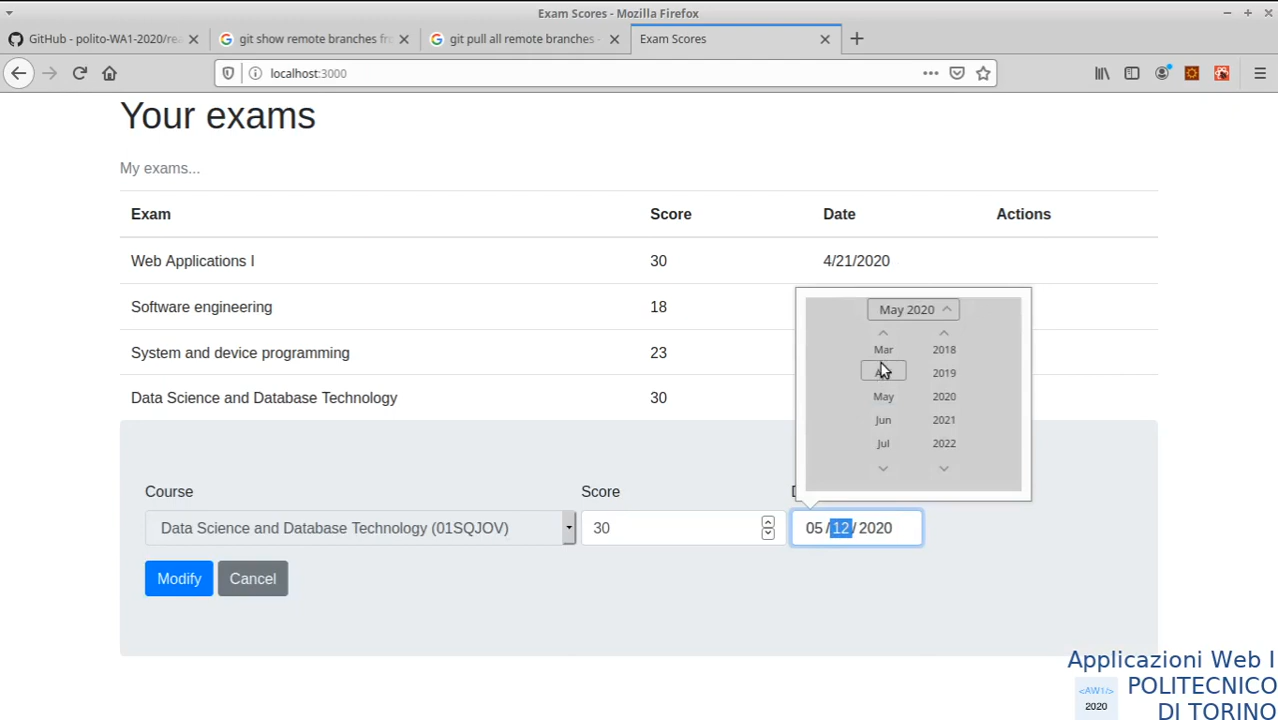 Exam Scores - Mozilla Firefox
GitHub - polito-WA1-2020/re
git show remote branches fr
git pull all remote branches -
Exam Scores
localhost:3000
Your exams
My exams...
Exam Score Date Actions
Web Applications I 30 4/21/2020
Software engineering 18
System and device programming 23
Data Science and Database Technology 30
May 2020
Mar 2018
2019
May 2020
Jun 2021
Jul 2022
Course Score
Data Science and Database Technology (01SQJOV) 30 05 / 12 / 2020
Modify Cancel
Applicazioni Web I
<AW1/> POLITECNICO
2020 DI TORINO